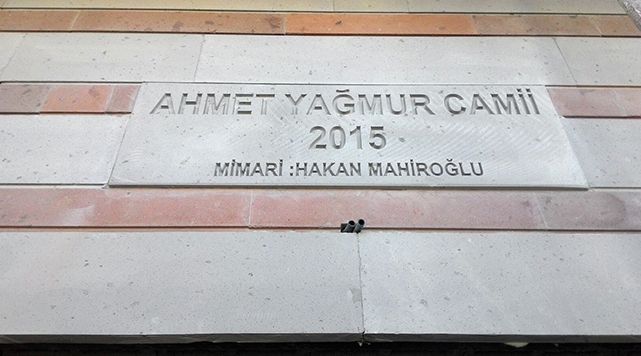 AHMET YAĞMUR CAMİİ
2015
MİMARİ :HAKAN MAHİROĞLU